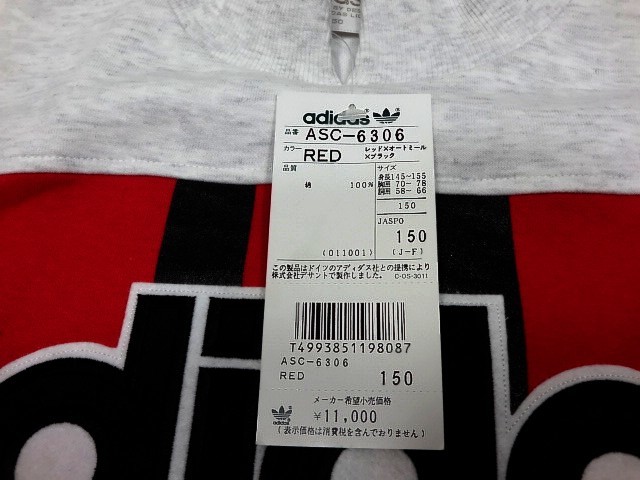 adidas
品番 ASC-6306
カラー RED レッド×オートミール
×ブラック
品質
綿 100%
(011001)
サイズ
身長145~155
胸囲 70- 78
胴囲 58- 66
150
JASPO
150
(J-F)
この製品はドイツのアディダス社との提携により
株式会社デサントで製作しました。 C-OS-3011
T4993851198087
ASC-6306
RED 150
メーカー希望小売価格
¥11,000
adidas
(表示価格は消費税を含んでおりません)